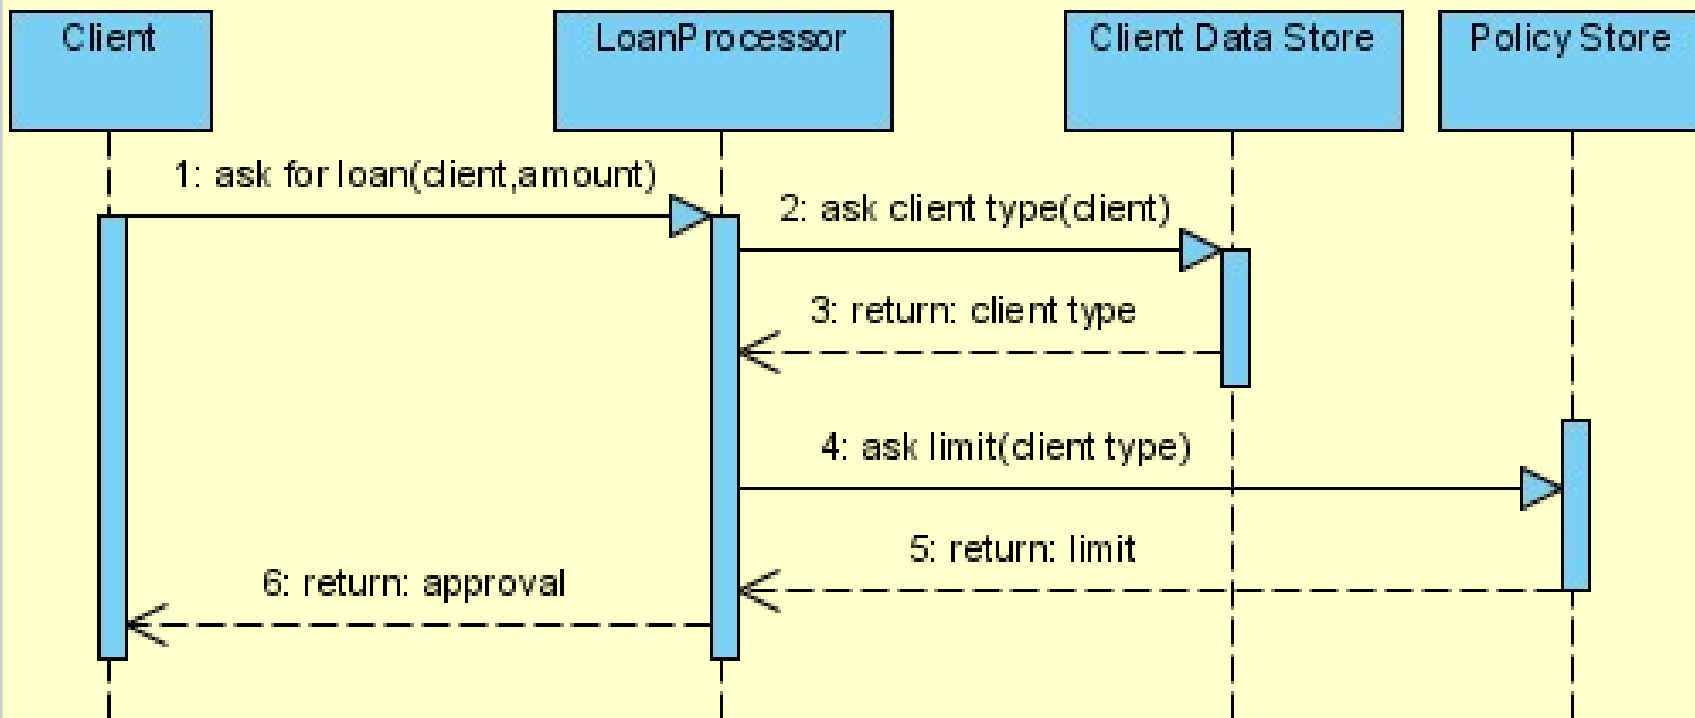 Client
LoanProcessor
Client Data Store
Policy Store
1: ask for loan(client,amount)
2: ask client type(client)
3: return: client type
4: ask limit(client type)
5: return: limit
6: return: approval